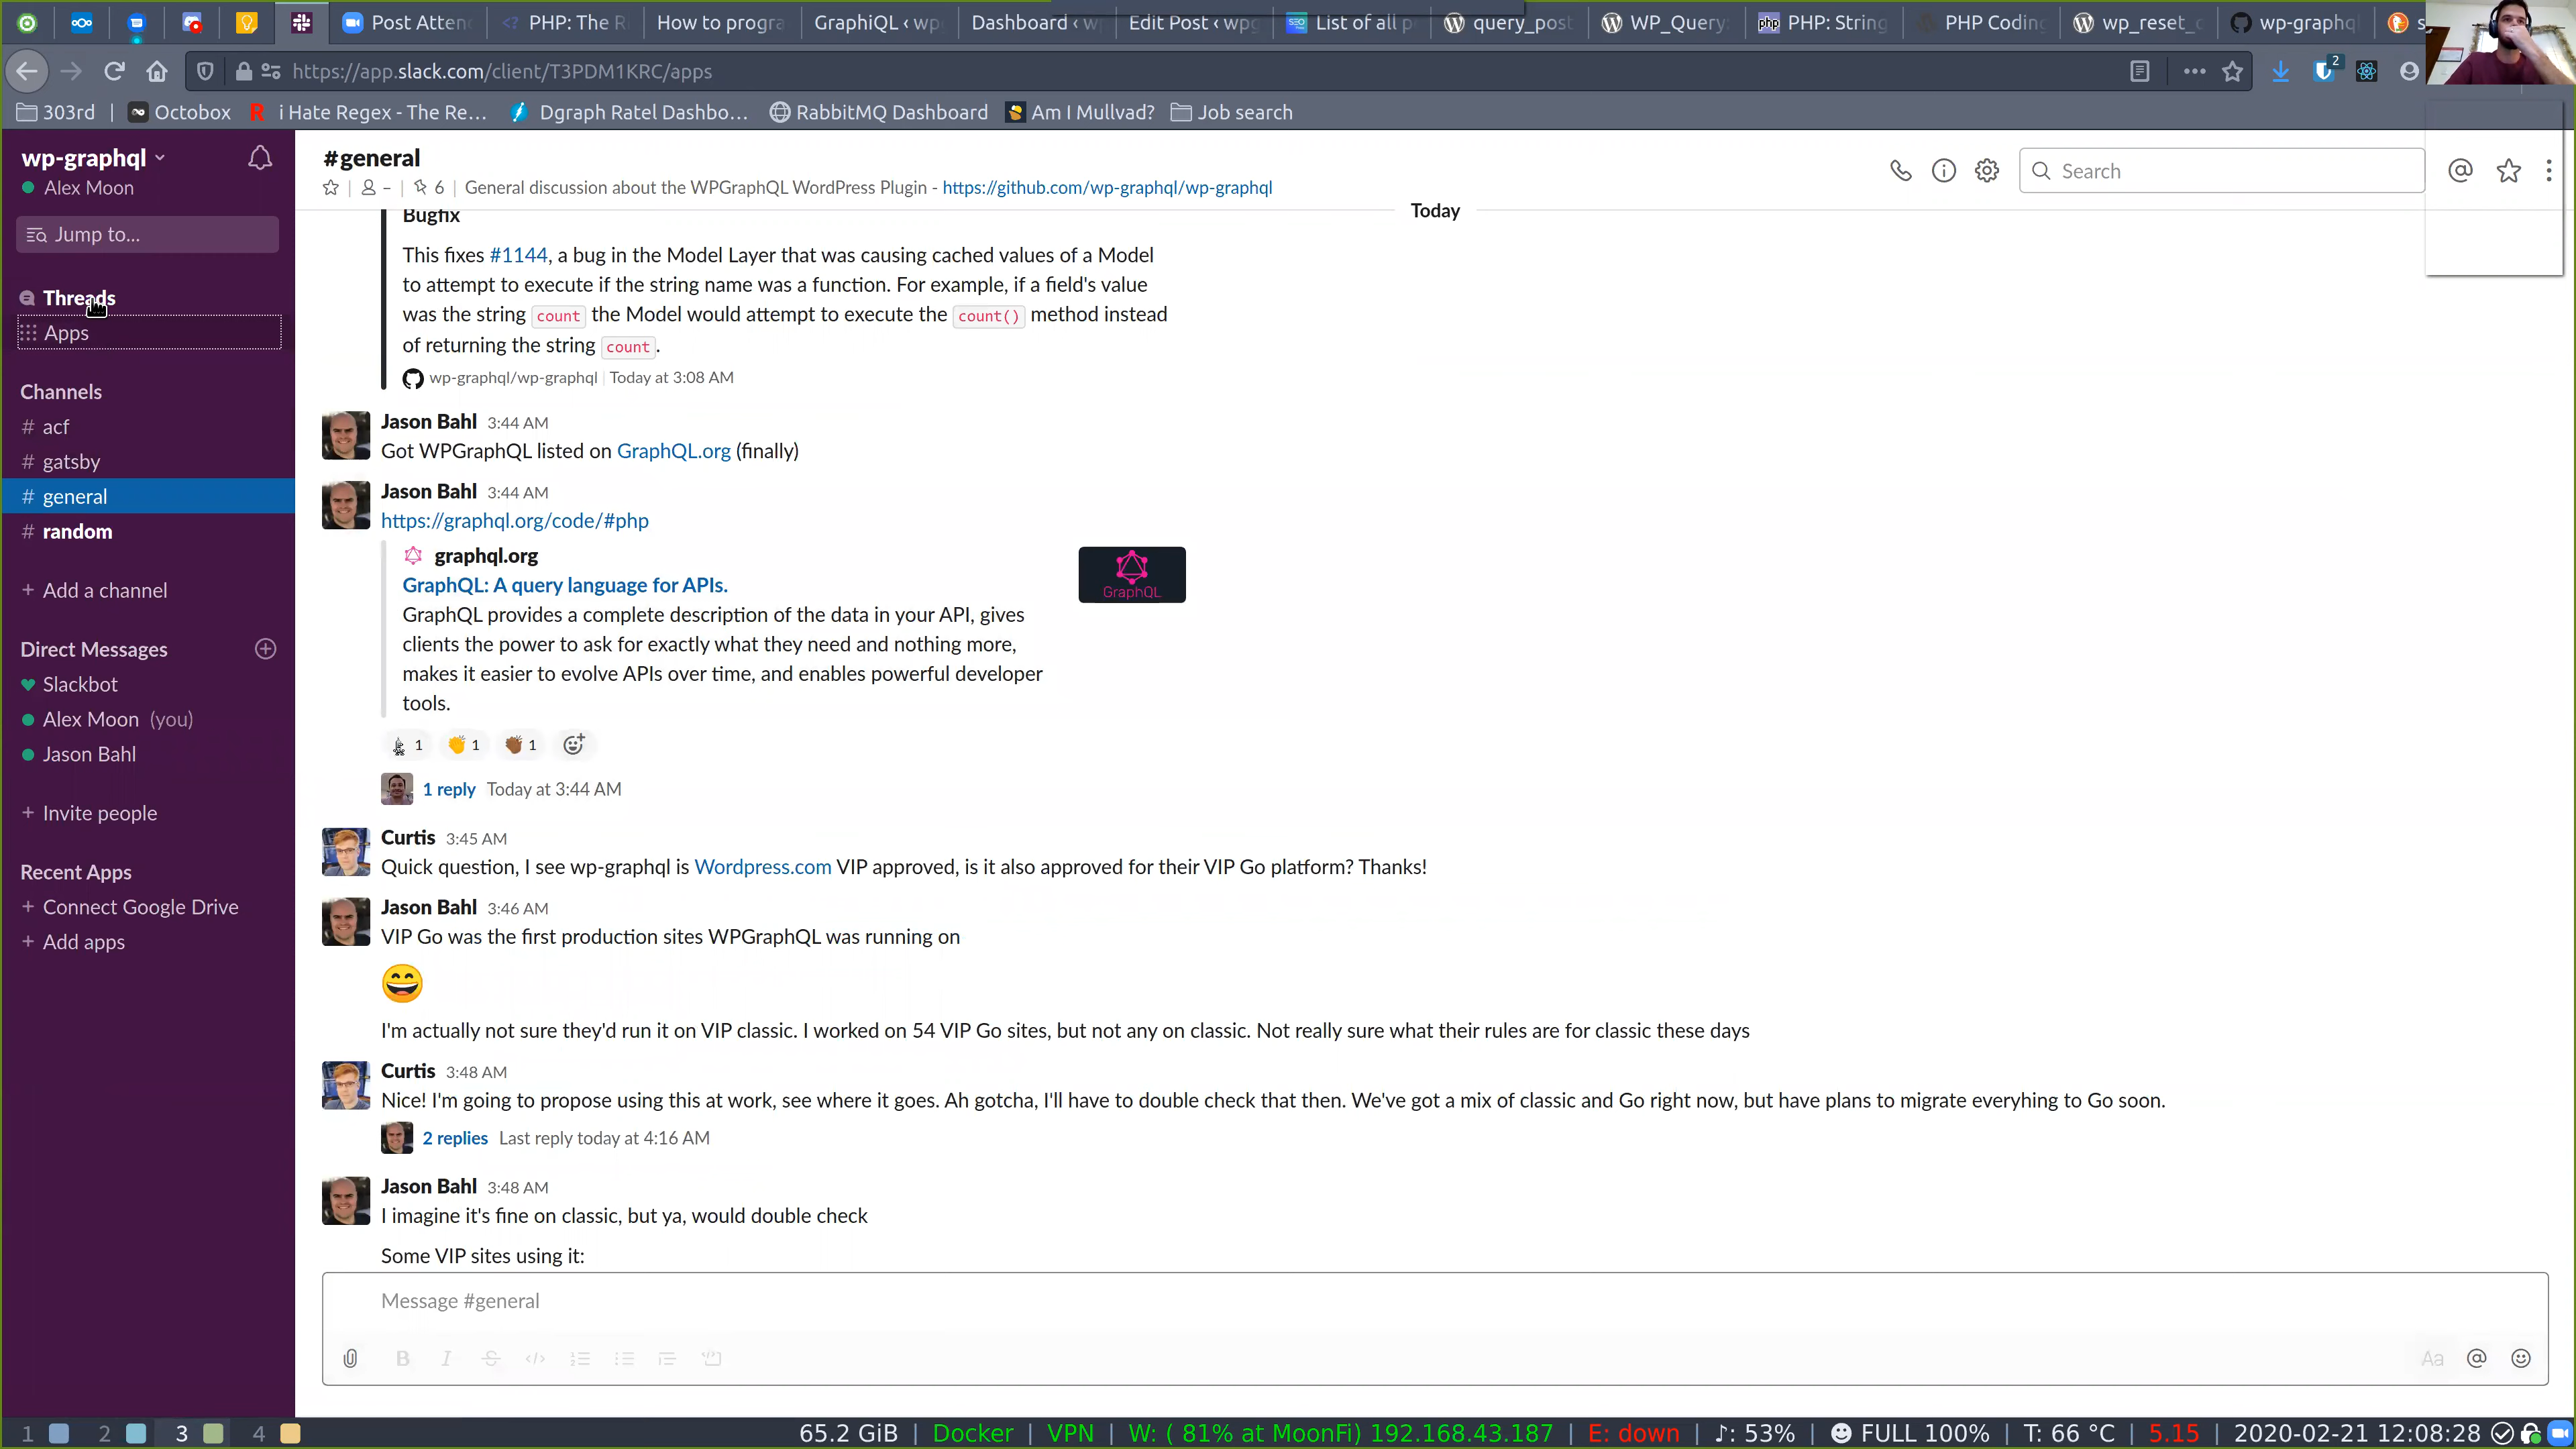 Post Atten
PHP: The R
How to progra
GraphiQL ‹ wp
Dashboard ‹ w
Edit Post ‹ wpg
List of all p
query_post
WP_Query:
php PHP: String
PHP Coding
wp_reset_c
wp-graphql
s
https://app.slack.com/client/T3PDM1KRC/apps
2
303rd | Octobox
R i Hate Regex - The Re...
Dgraph Ratel Dashbo...
RabbitMQ Dashboard
Am I Mullvad?
Job search
wp-graphql
Alex Moon
Jump to...
Threads
Apps
Channels
# acf
# gatsby
# general
# random
+ Add a channel
Direct Messages
Slackbot
Alex Moon (you)
Jason Bahl
+ Invite people
Recent Apps
+ Connect Google Drive
+ Add apps
#general
– | 6 | General discussion about the WPGraphQL WordPress Plugin - https://github.com/wp-graphql/wp-graphql
Search
Today
Bugfix
This fixes #1144, a bug in the Model Layer that was causing cached values of a Model
to attempt to execute if the string name was a function. For example, if a field's value
was the string count the Model would attempt to execute the count() method instead
of returning the string count.
wp-graphql/wp-graphql | Today at 3:08 AM
Jason Bahl 3:44 AM
Got WPGraphQL listed on GraphQL.org (finally)
Jason Bahl 3:44 AM
https://graphql.org/code/#php
graphql.org
GraphQL: A query language for APIs.
GraphQL provides a complete description of the data in your API, gives
clients the power to ask for exactly what they need and nothing more,
makes it easier to evolve APIs over time, and enables powerful developer
tools.
GraphQL
1 1 1
1 reply Today at 3:44 AM
Curtis 3:45 AM
Quick question, I see wp-graphql is Wordpress.com VIP approved, is it also approved for their VIP Go platform? Thanks!
Jason Bahl 3:46 AM
VIP Go was the first production sites WPGraphQL was running on
I'm actually not sure they'd run it on VIP classic. I worked on 54 VIP Go sites, but not any on classic. Not really sure what their rules are for classic these days
Curtis 3:48 AM
Nice! I'm going to propose using this at work, see where it goes. Ah gotcha, I'll have to double check that then. We've got a mix of classic and Go right now, but have plans to migrate everyhing to Go soon.
2 replies Last reply today at 4:16 AM
Jason Bahl 3:48 AM
I imagine it's fine on classic, but ya, would double check
Some VIP sites using it:
Message #general
B I S </> Aa @
1 2 3 4
65.2 GiB | Docker | VPN | W: ( 81% at MoonFi) 192.168.43.187 | E: down | ♪: 53% | FULL 100% | T: 66 °C | 5.15 | 2020-02-21 12:08:28